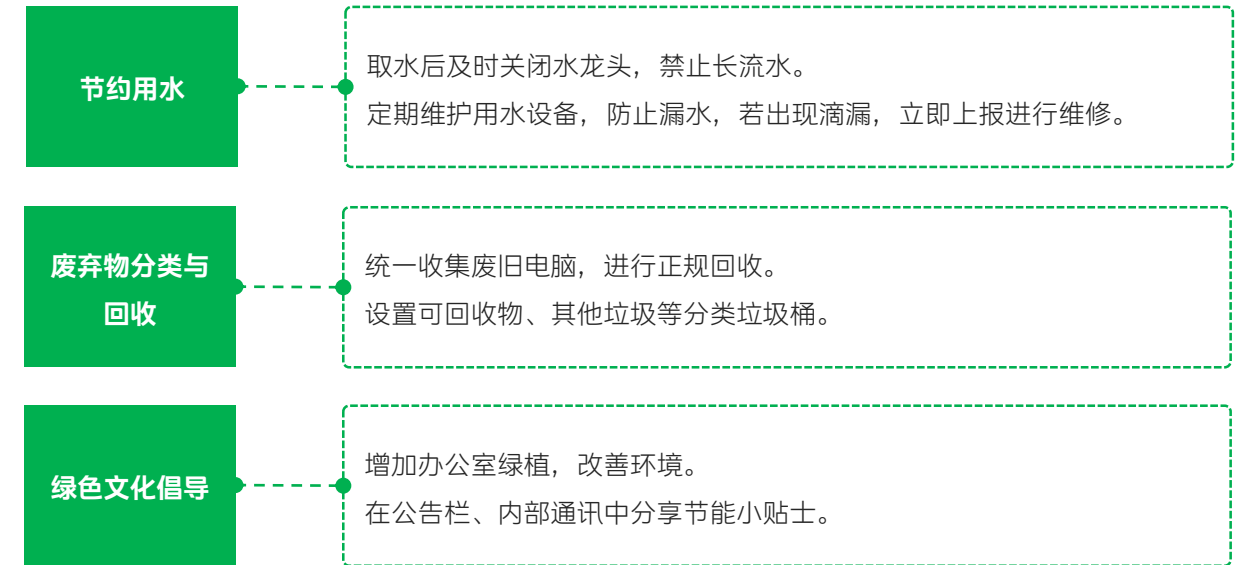 节约用水
取水后及时关闭水龙头，禁止长流水。
定期维护用水设备，防止漏水，若出现滴漏，立即上报进行维修。
废弃物分类与
回收
统一收集废旧电脑，进行正规回收。
设置可回收物、其他垃圾等分类垃圾桶。
绿色文化倡导
增加办公室绿植，改善环境。
在公告栏、内部通讯中分享节能小贴士。